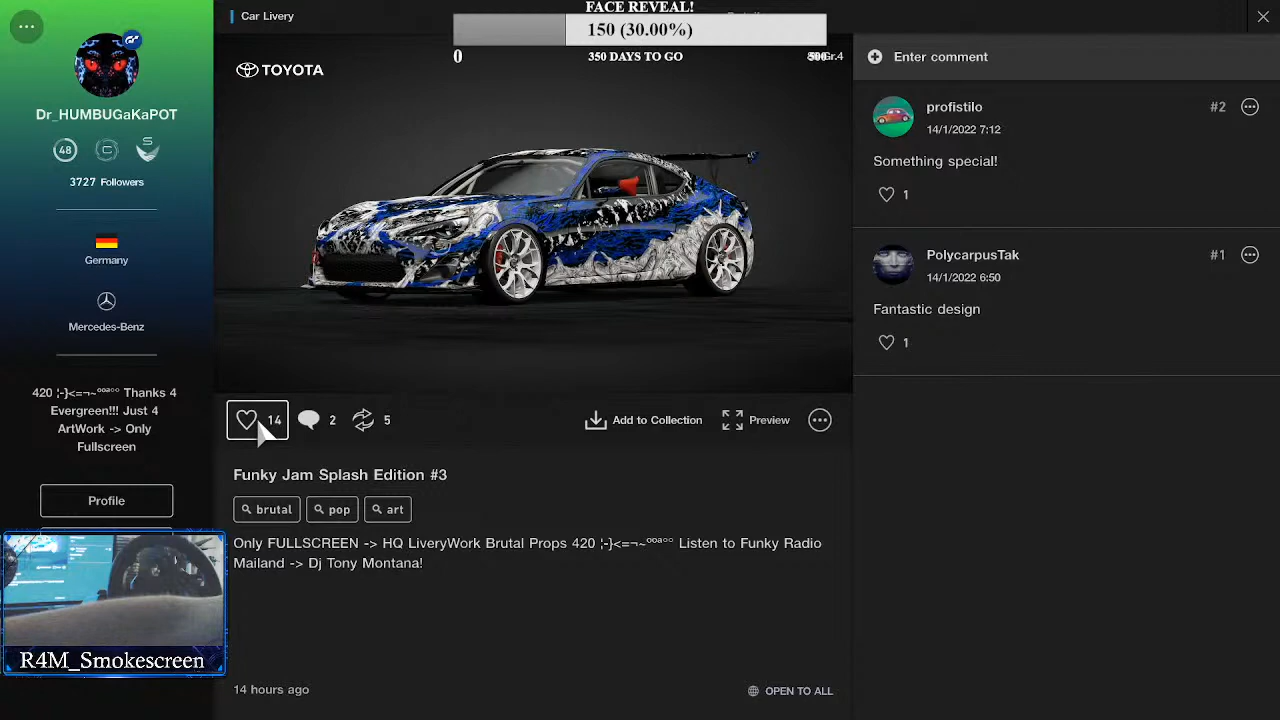 Car Livery
FACE REVEAL!
150 (30.00%)
0
350 DAYS TO GO
500
TOYOTA
Dr_HUMBUGaKaPOT
48
3727 Followers
Germany
Mercedes-Benz
420 ¦-}<=¬~ººªºº Thanks 4
Evergreen!!! Just 4
ArtWork -> Only
Fullscreen
Profile
R4M_Smokescreen
14
2
5
Add to Collection
Preview
Funky Jam Splash Edition #3
brutal
pop
art
Only FULLSCREEN -> HQ LiveryWork Brutal Props 420 ¦-}<=¬~ººªºº Listen to Funky Radio
Mailand -> Dj Tony Montana!
14 hours ago
OPEN TO ALL
Enter comment
profistilo
#2
14/1/2022 7:12
Something special!
1
PolycarpusTak
#1
14/1/2022 6:50
Fantastic design
1